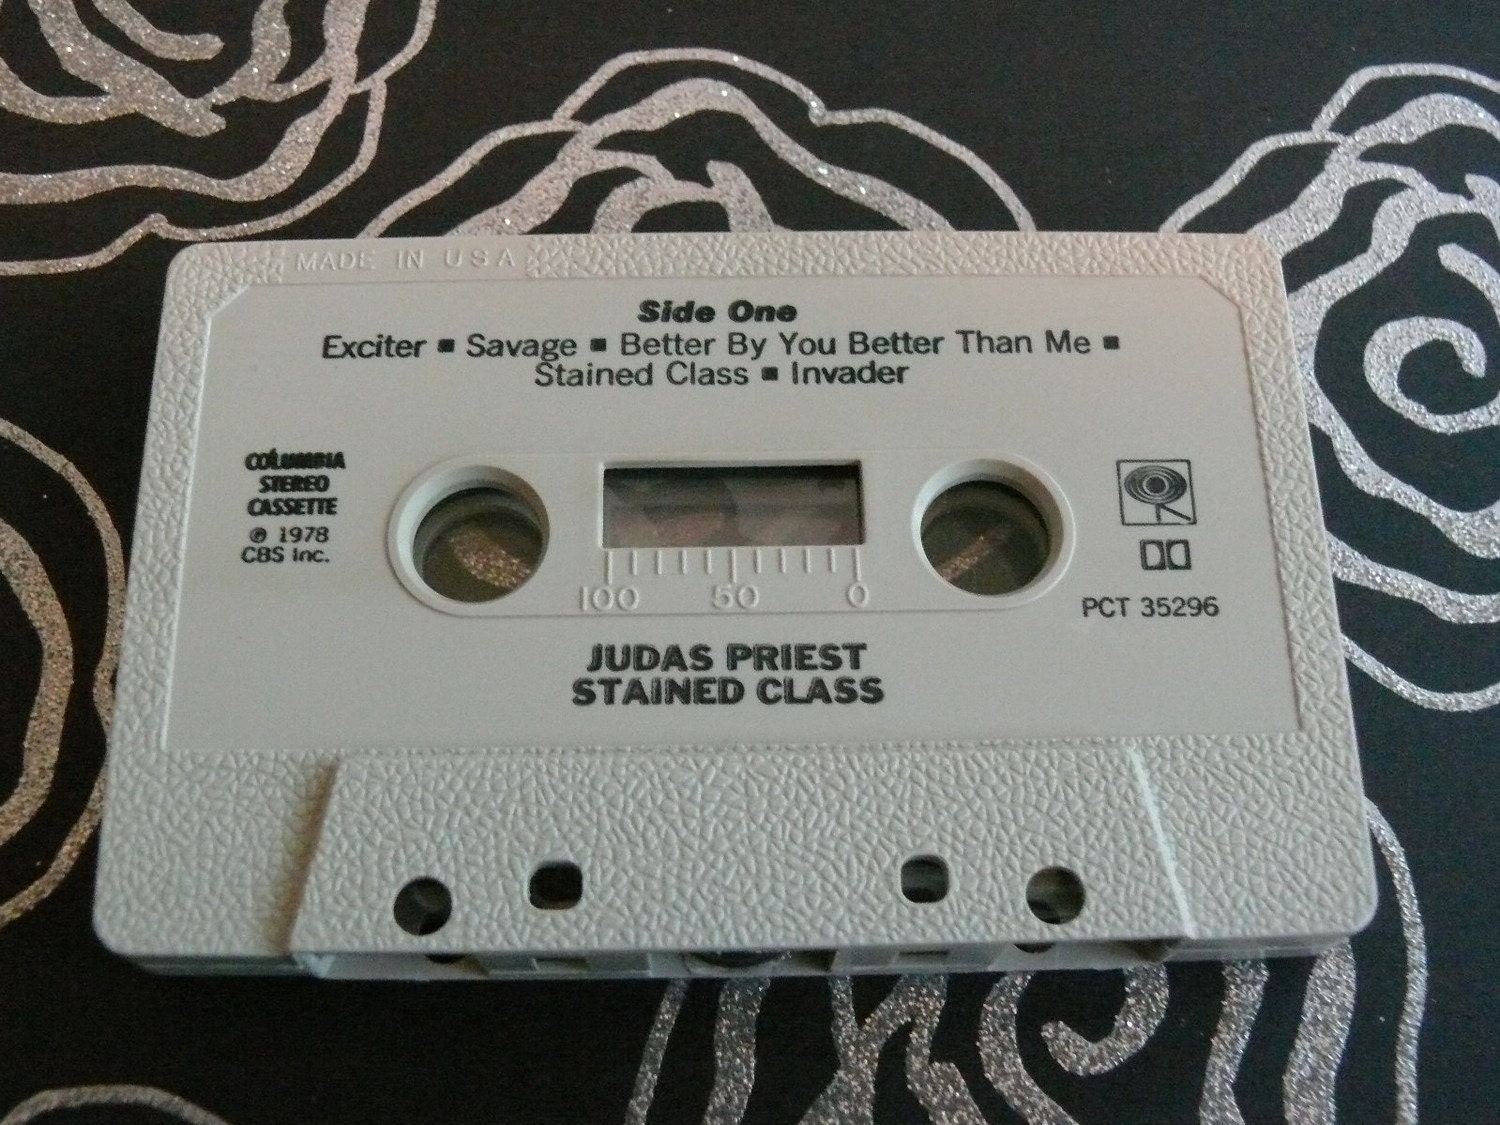 MADE IN USA
Side One
Exciter ■ Savage ■ Better By You Better Than Me ■
Stained Class ■ Invader
COLUMBIA
STEREO
CASSETTE
℗ 1978
CBS Inc.
100 50 0
PCT 35296
JUDAS PRIEST
STAINED CLASS